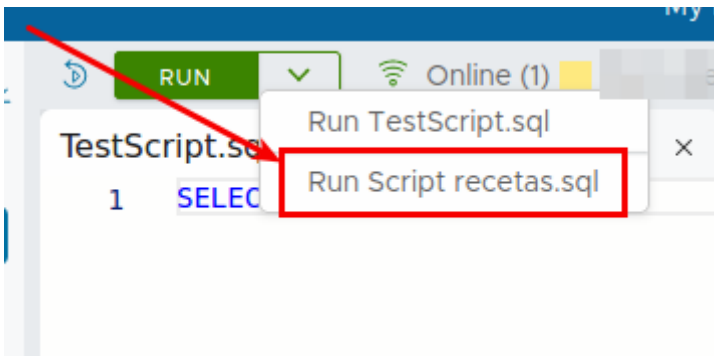 My
RUN
Online (1)
Run TestScript.sql
TestScript.sq
Run Script recetas.sql
1 SELEC